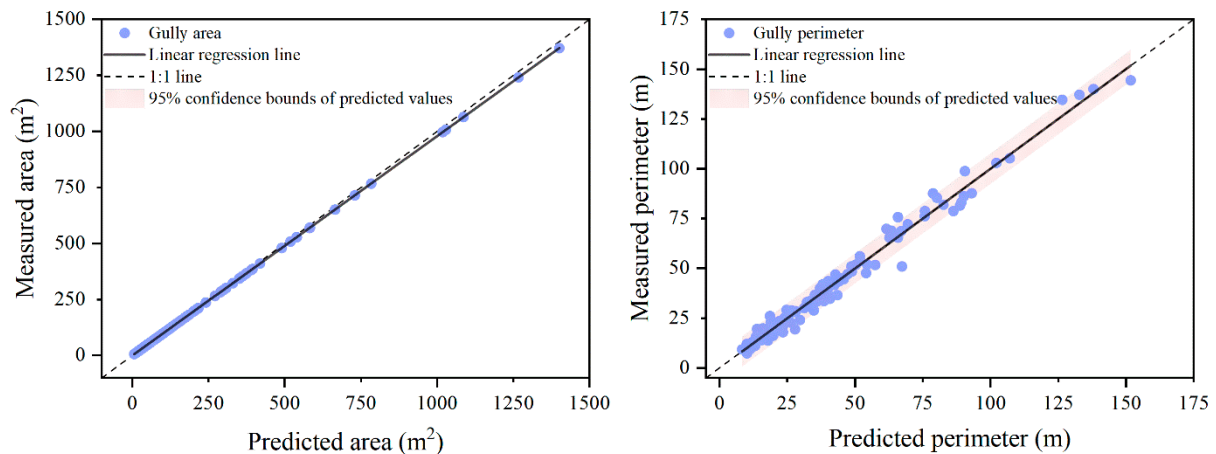 1500
1250
1000
750
500
250
0
Measured area (m²)
Gully area
Linear regression line
1:1 line
95% confidence bounds of predicted values
0
250
500
750
1000
1250
1500
Predicted area (m²)
175
150
125
100
75
50
25
0
Measured perimeter (m)
Gully perimeter
Linear regression line
1:1 line
95% confidence bounds of predicted values
0
25
50
75
100
125
150
175
Predicted perimeter (m)